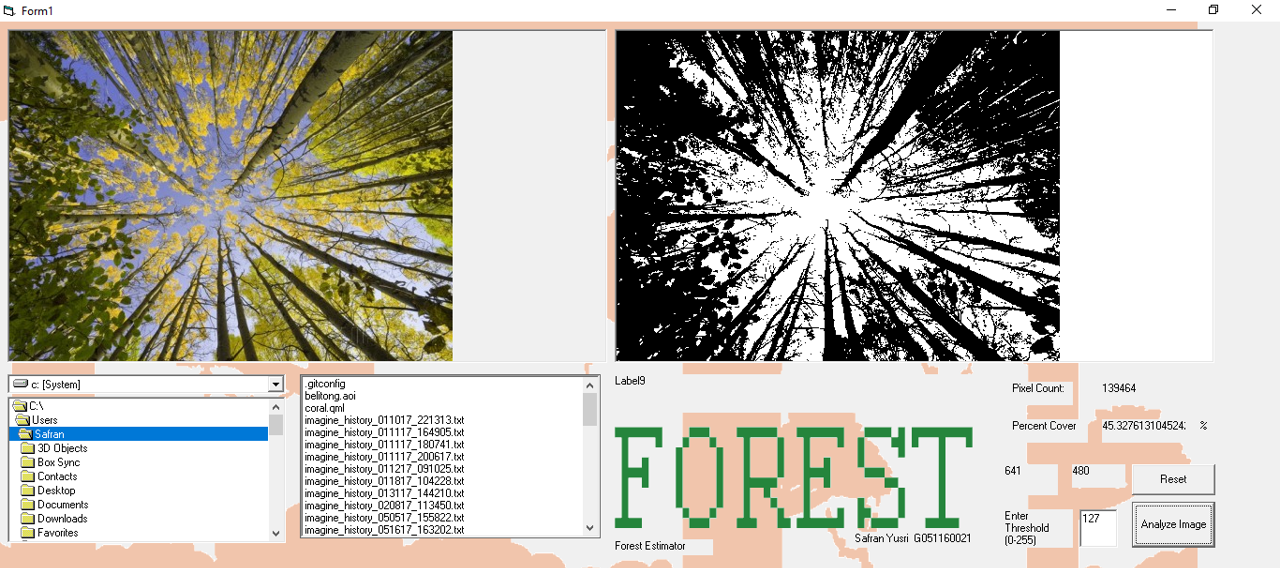 Form1
c: [System]
C:\
Users
Safran
3D Objects
Box Sync
Contacts
Desktop
Documents
Downloads
Favorites
.gitconfig
belitong.aoi
coral.qml
imagine_history_011017_221313.txt
imagine_history_011117_164905.txt
imagine_history_011117_180741.txt
imagine_history_011117_200617.txt
imagine_history_011217_091025.txt
imagine_history_011817_104228.txt
imagine_history_013117_144210.txt
imagine_history_020817_113450.txt
imagine_history_050517_155822.txt
imagine_history_051617_163202.txt
Label9
FOREST
Safran Yusri G051160021
Forest Estimator
Pixel Count: 139464
Percent Cover 45.327613104524: %
641 480
Reset
Enter
Threshold
(0-255)
127
Analyze Image